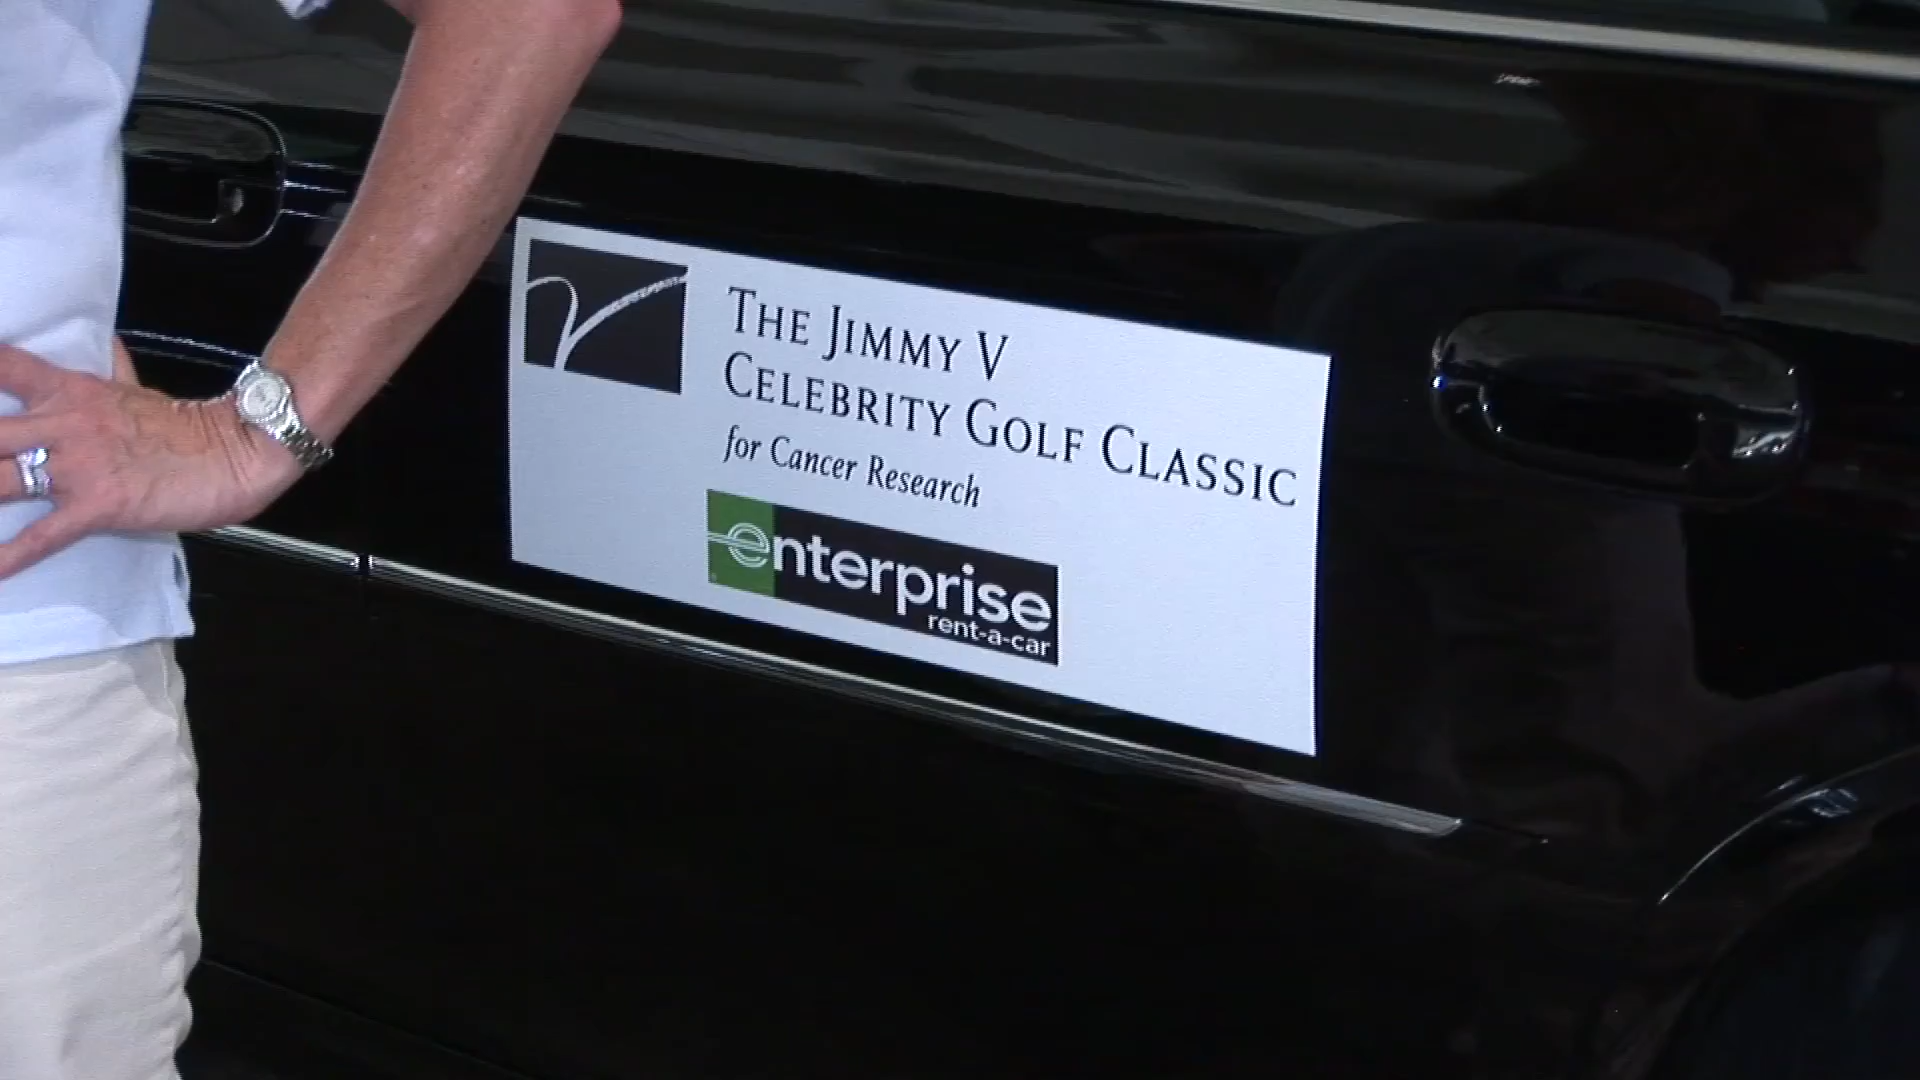 THE JIMMY V
CELEBRITY GOLF CLASSIC
for Cancer Research
enterprise
rent-a-car